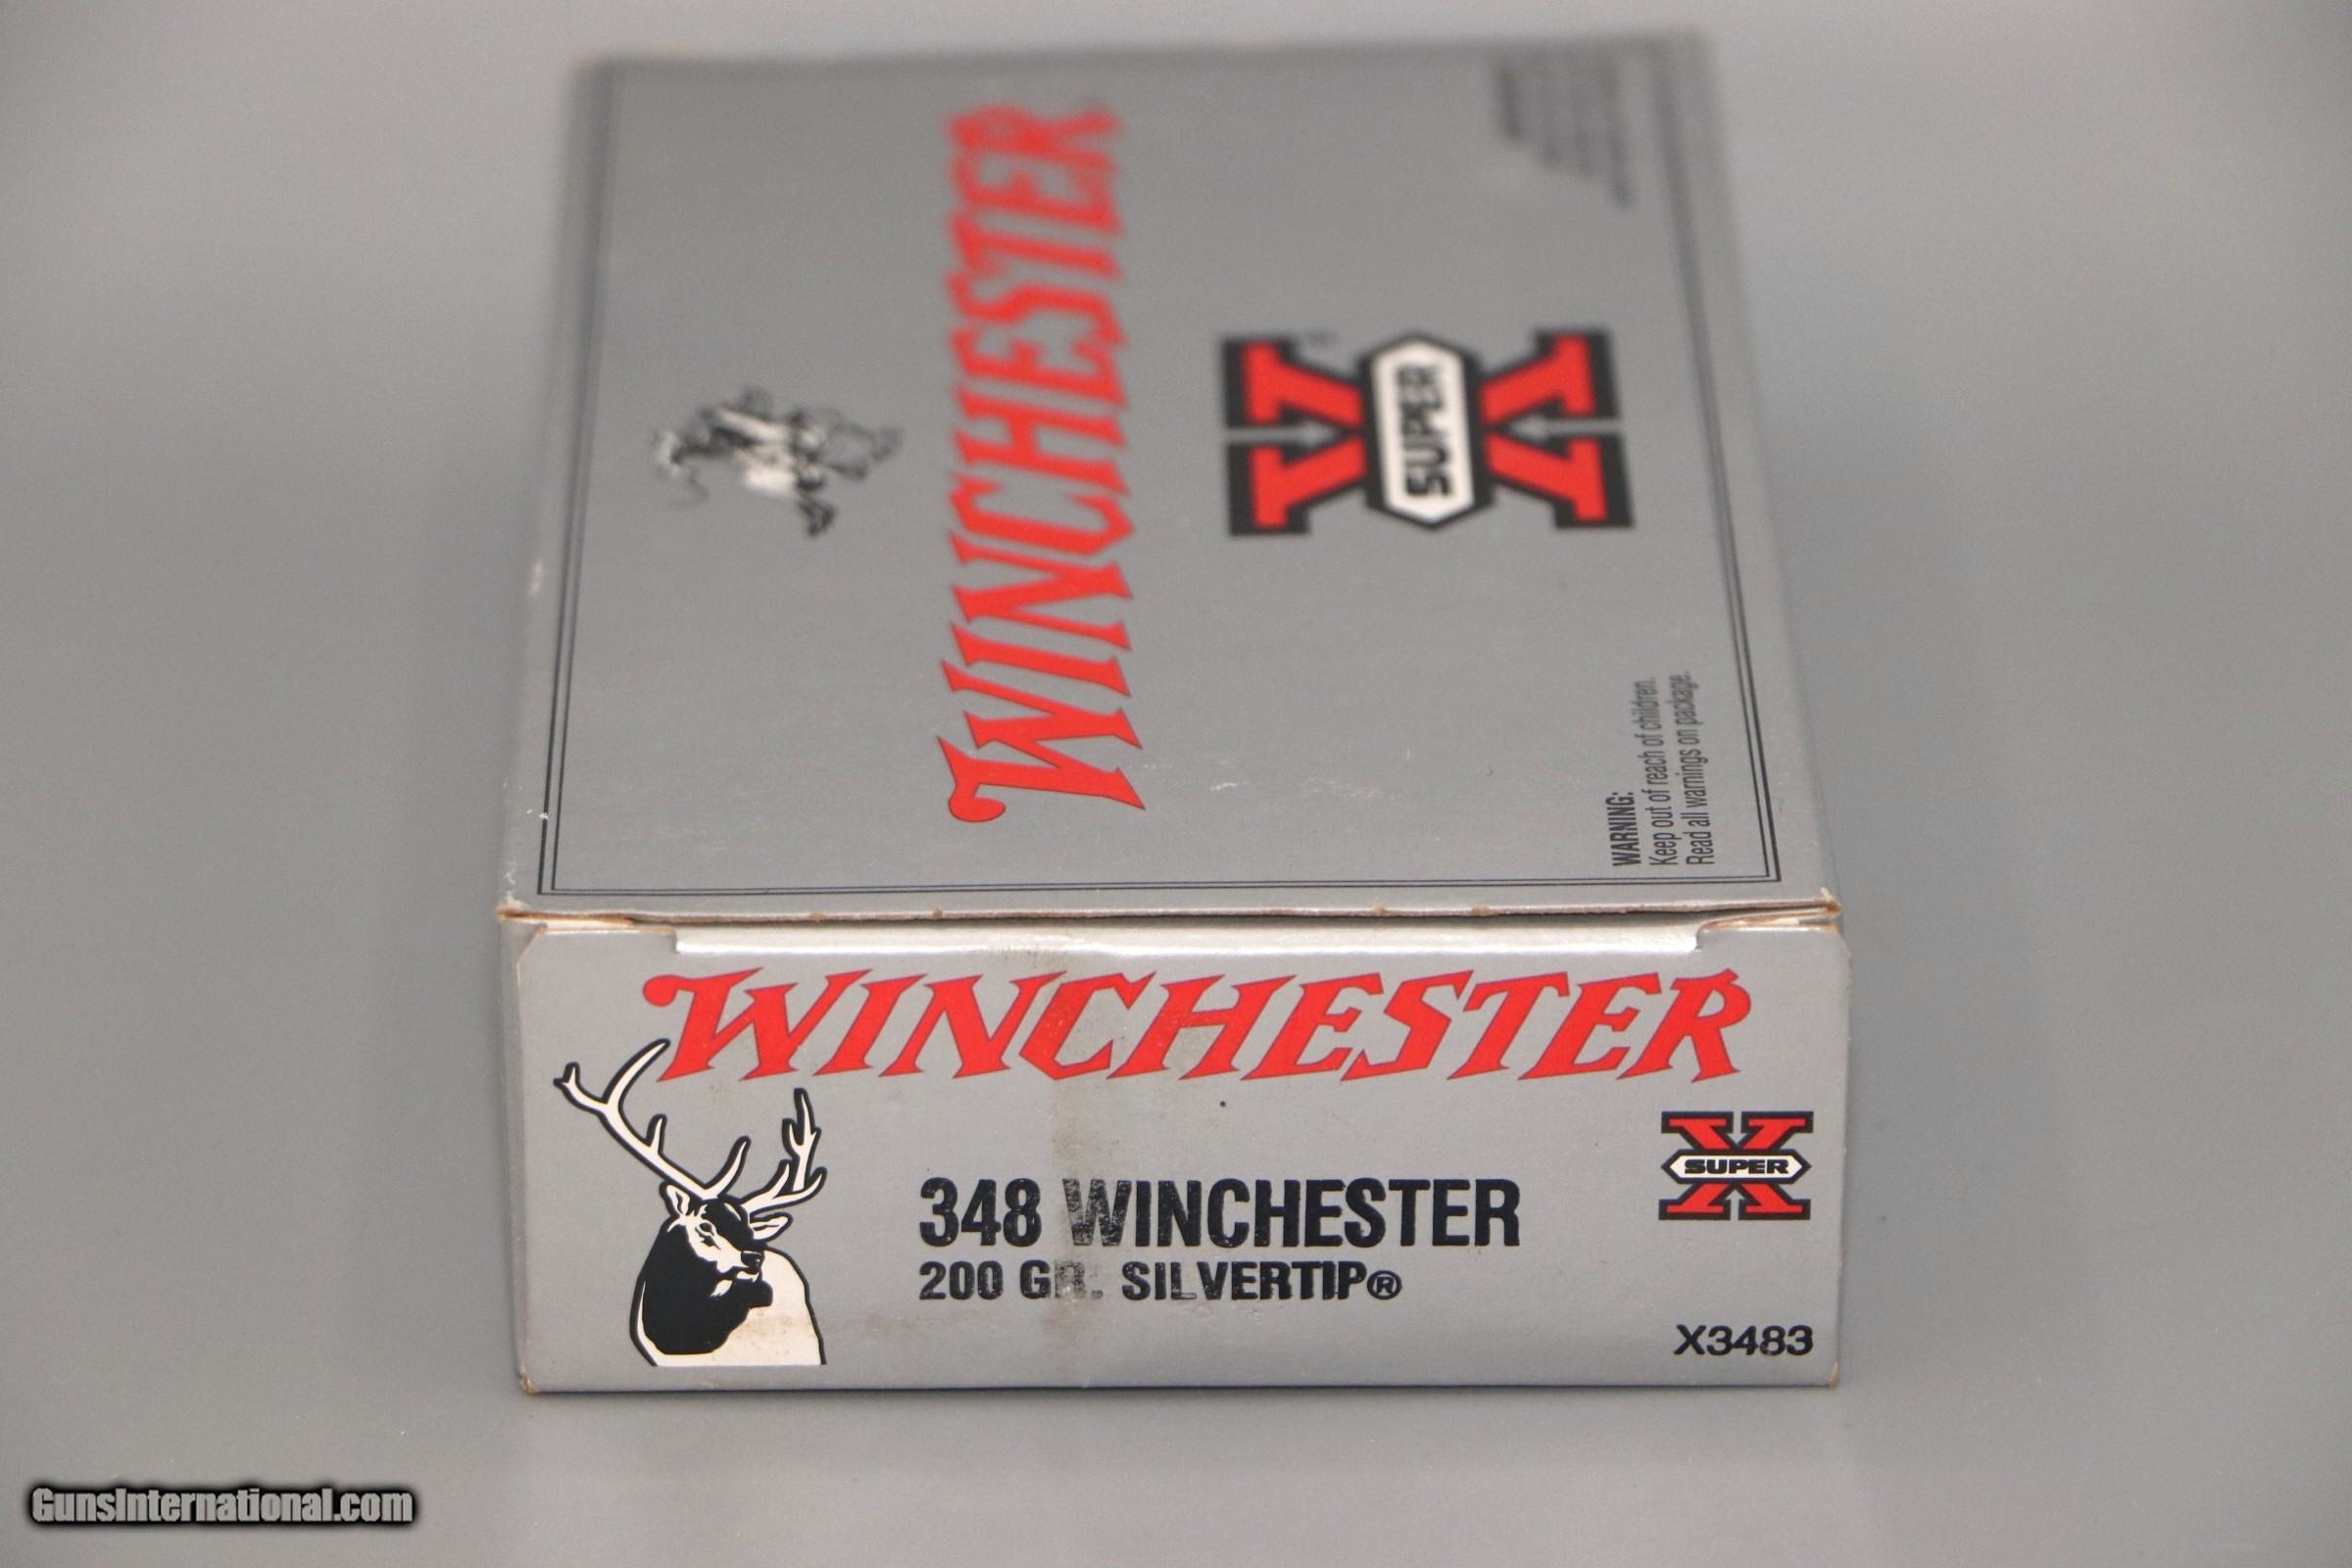 WINCHESTER
SUPER X
WARNING:
Keep out of reach of children.
Read all warnings on package.
WINCHESTER
SUPER X
348 WINCHESTER
200 GR. SILVERTIP®
X3483
GunsInternational.com